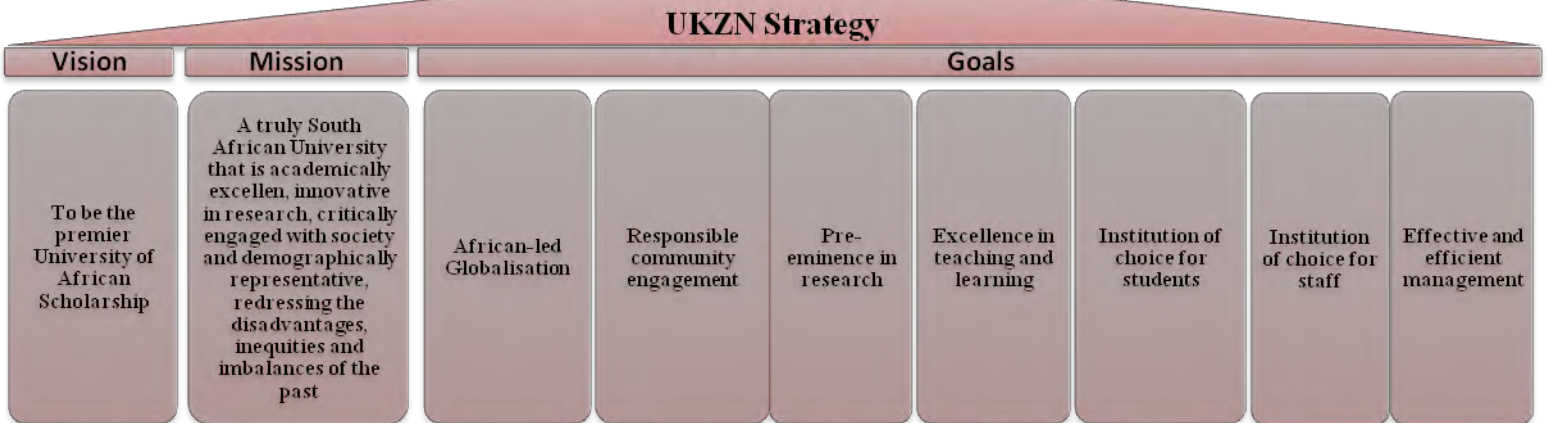 UKZN Strategy
Vision
Mission
Goals
To be the
premier
University of
African
Scholarship
A truly South
African University
that is academically
excellen, innovative
in research, critically
engaged with society
and demographically
representative,
redressing the
disadvantages,
inequities and
imbalances of the
past
African-led
Globalisation
Responsible
community
engagement
Pre-
eminence in
research
Excellence in
teaching and
learning
Institution of
choice for
students
Institution
of choice for
staff
Effective and
efficient
management